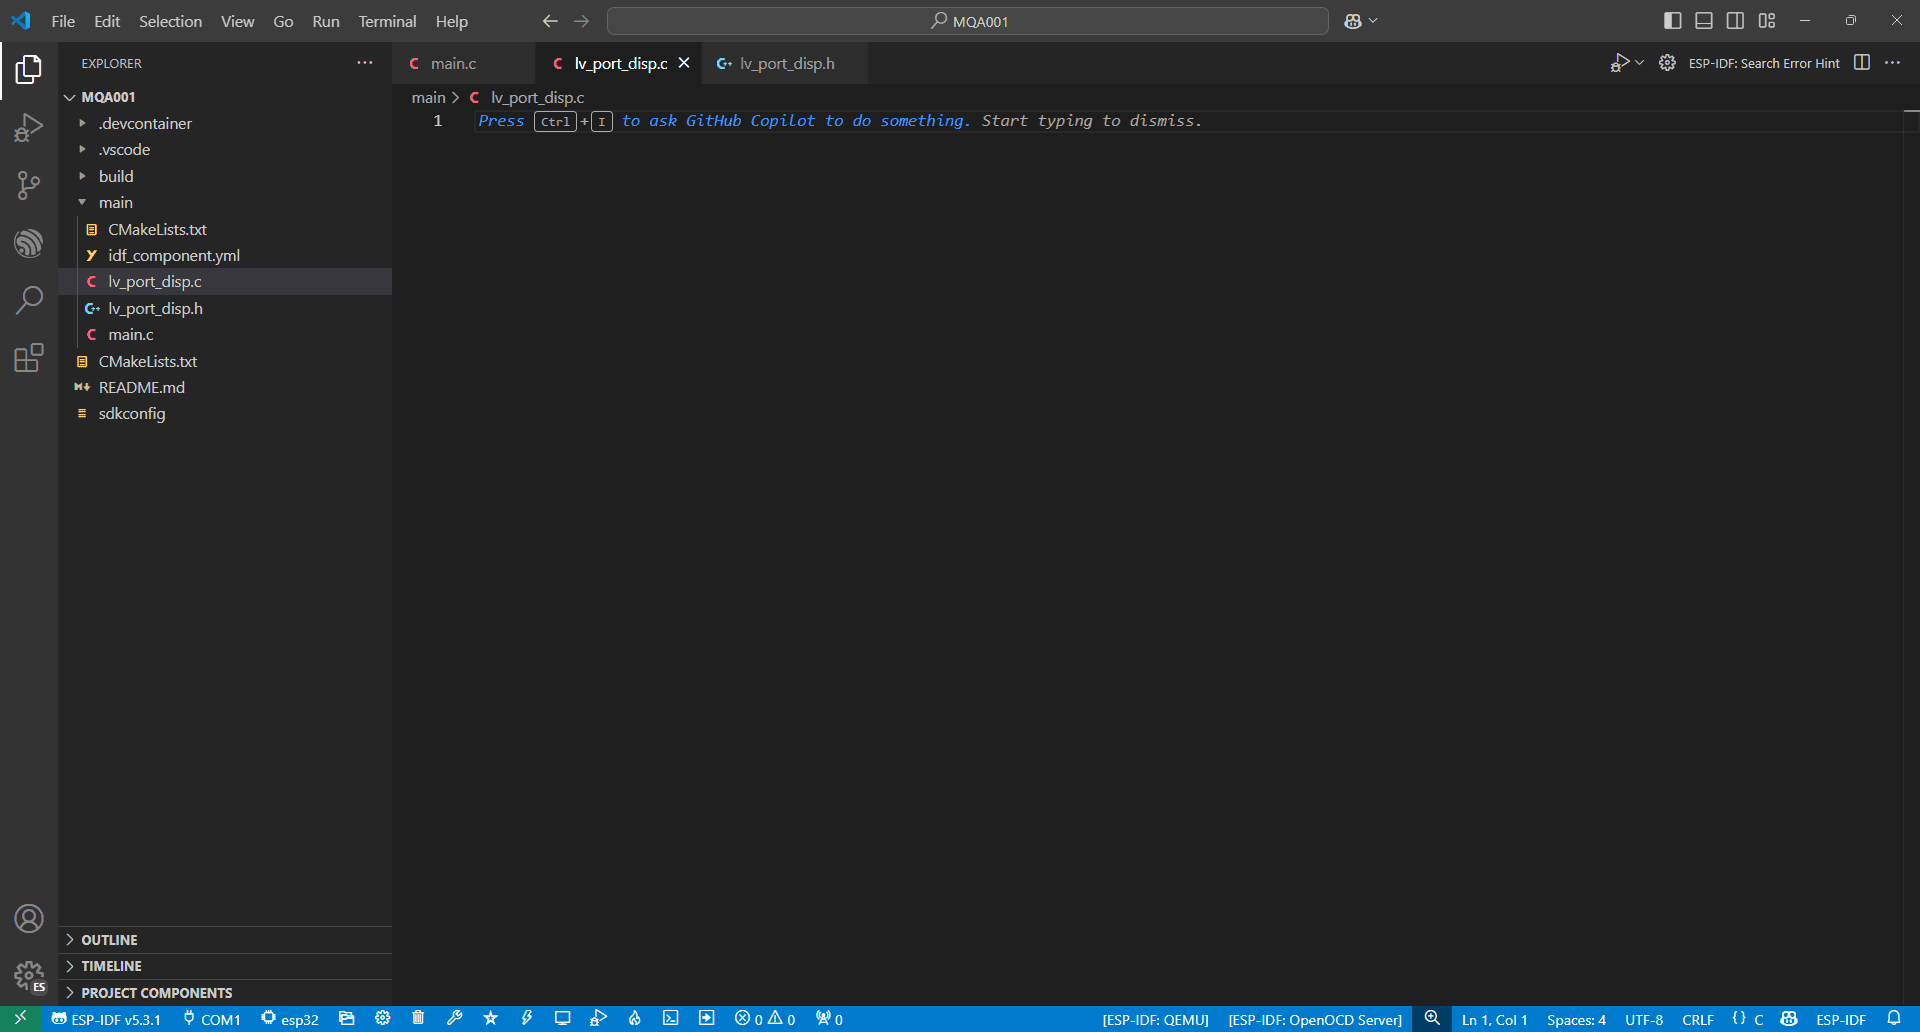 File Edit Selection View Go Run Terminal Help
MQA001
EXPLORER
main.c
lv_port_disp.c
lv_port_disp.h
ESP-IDF: Search Error Hint
MQA001
main > C lv_port_disp.c
1 Press Ctrl+I to ask GitHub Copilot to do something. Start typing to dismiss.
.devcontainer
.vscode
build
main
CMakeLists.txt
idf_component.yml
lv_port_disp.c
lv_port_disp.h
main.c
CMakeLists.txt
README.md
sdkconfig
OUTLINE
TIMELINE
ES
PROJECT COMPONENTS
ESP-IDF v5.3.1 COM1 esp32 0 0 0 [ESP-IDF: QEMU] [ESP-IDF: OpenOCD Server] Ln 1, Col 1 Spaces: 4 UTF-8 CRLF {} C ESP-IDF